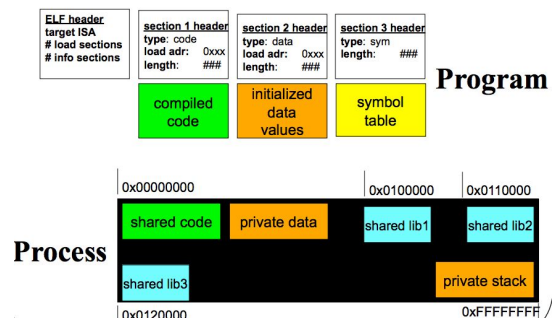 ELF header
target ISA
# load sections
# info sections
section 1 header
type: code
load adr: 0xxx
length: ###
section 2 header
type: data
load adr: 0xxx
length: ###
section 3 header
type: sym
length: ###
Program
compiled
code
initialized
data
values
symbol
table
0x00000000
0x0100000
0x0110000
shared code
private data
shared lib1
shared lib2
Process
shared lib3
private stack
0x0120000
0xFFFFFFFF